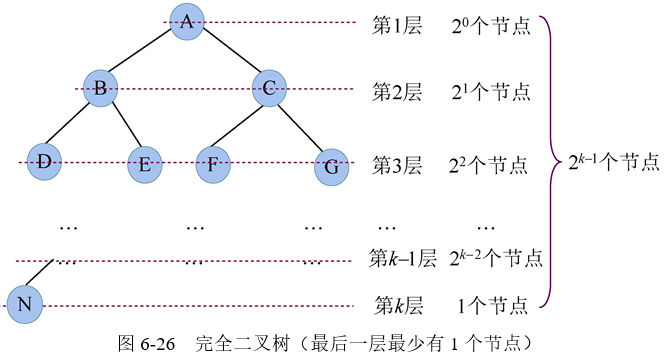 A 第1层 2⁰个节点
B C 第2层 2¹个节点
D E F G 第3层 2²个节点
2ᵏ⁻¹个节点
… … … … …
… … … 第k–1层 2ᵏ⁻²个节点
N 第k层 1个节点
图 6-26 完全二叉树（最后一层最少有 1 个节点）